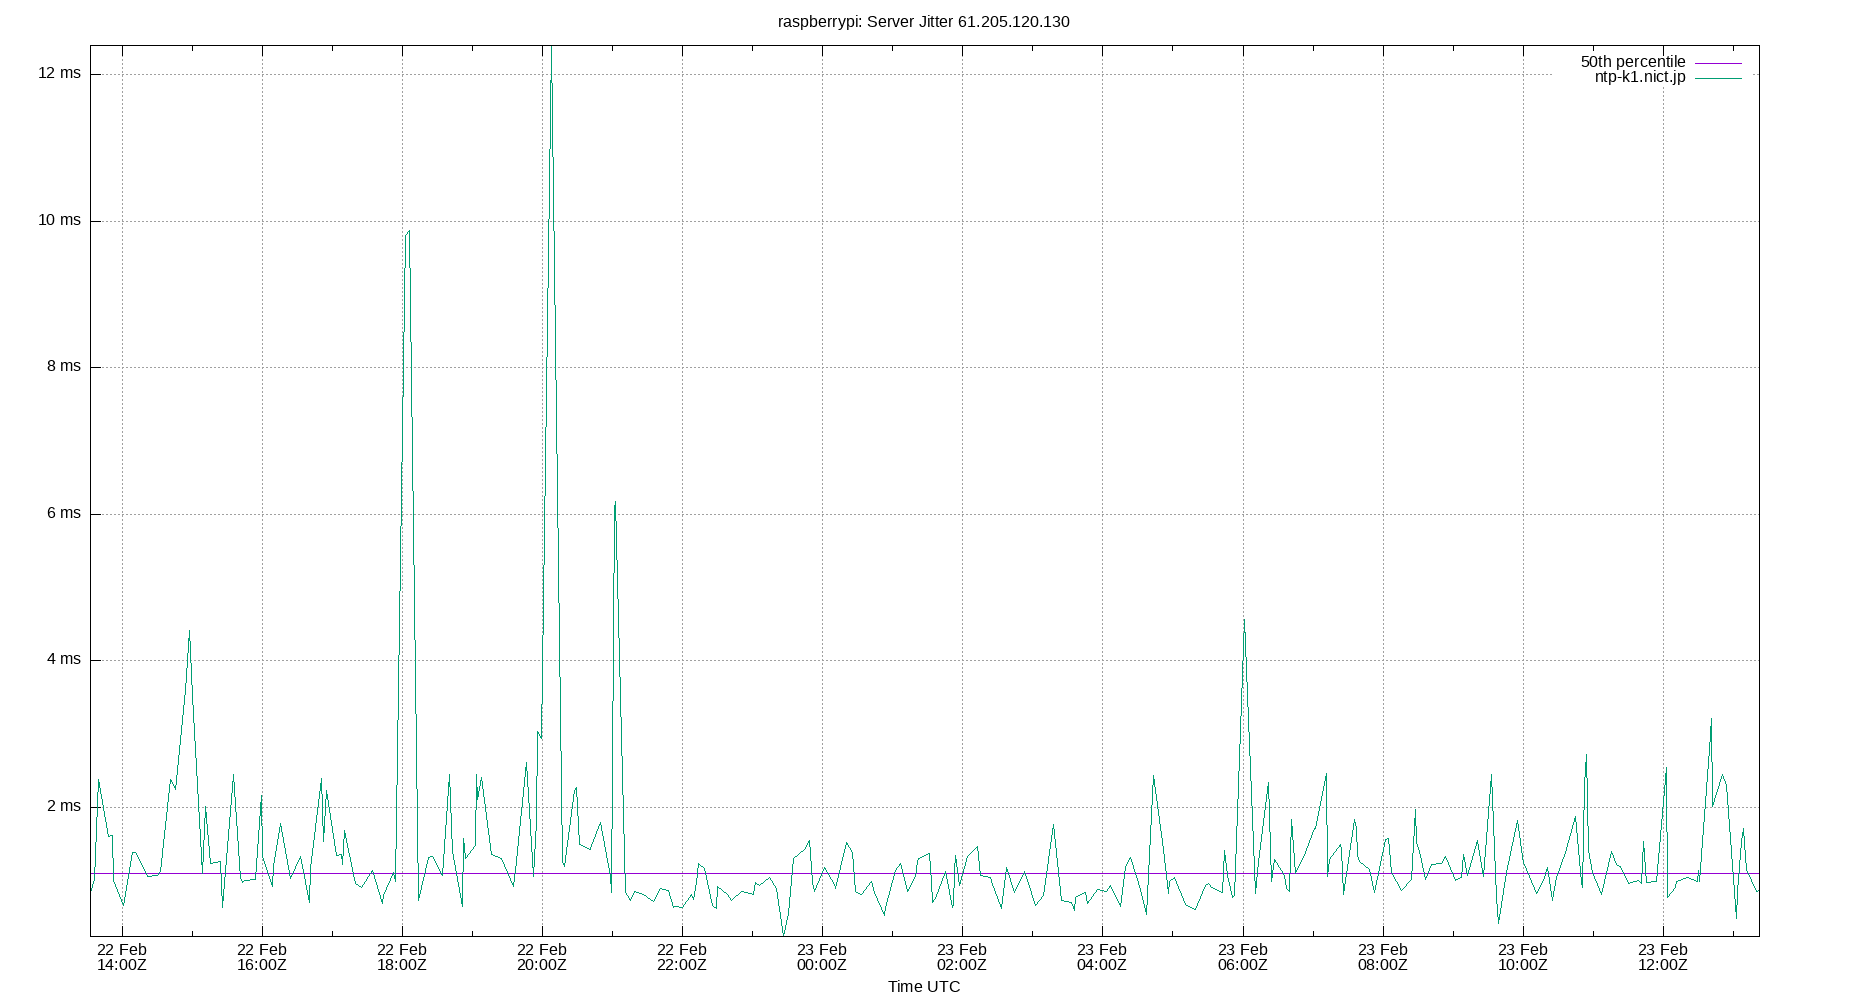 raspberrypi: Server Jitter 61.205.120.130
50th percentile
ntp-k1.nict.jp
12 ms
10 ms
8 ms
6 ms
4 ms
2 ms
22 Feb 22 Feb 22 Feb 22 Feb 22 Feb 23 Feb 23 Feb 23 Feb 23 Feb 23 Feb 23 Feb 23 Feb
14:00Z 16:00Z 18:00Z 20:00Z 22:00Z 00:00Z 02:00Z 04:00Z 06:00Z 08:00Z 10:00Z 12:00Z
Time UTC